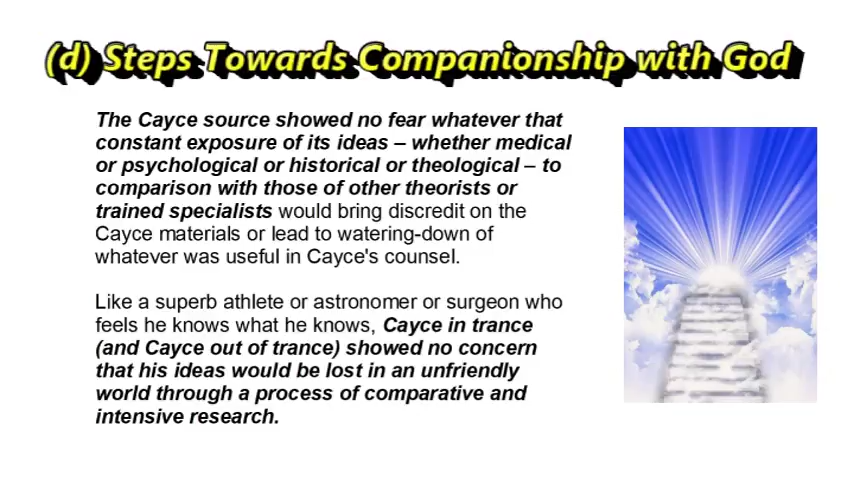 (d) Steps Towards Companionship with God
The Cayce source showed no fear whatever that
constant exposure of its ideas – whether medical
or psychological or historical or theological – to
comparison with those of other theorists or
trained specialists would bring discredit on the
Cayce materials or lead to watering-down of
whatever was useful in Cayce's counsel.
Like a superb athlete or astronomer or surgeon who
feels he knows what he knows, Cayce in trance
(and Cayce out of trance) showed no concern
that his ideas would be lost in an unfriendly
world through a process of comparative and
intensive research.